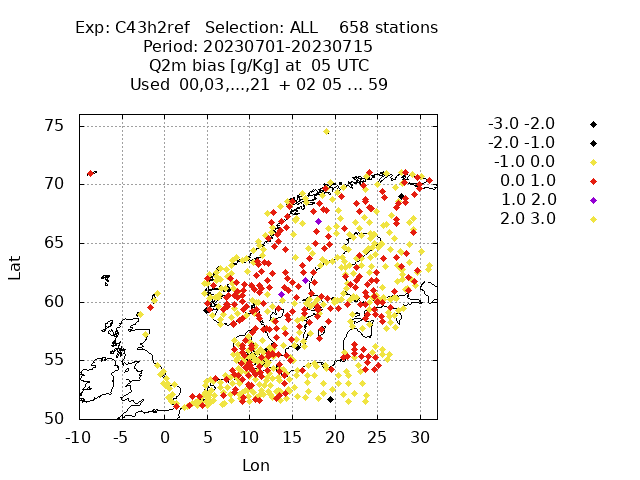 Exp: C43h2ref Selection: ALL 658 stations
Period: 20230701-20230715
Q2m bias [g/Kg] at 05 UTC
Used 00,03,...,21 + 02 05 ... 59
-3.0 -2.0
-2.0 -1.0
-1.0 0.0
0.0 1.0
1.0 2.0
2.0 3.0
75
70
65
60
55
50
Lat
-10 -5 0 5 10 15 20 25 30
Lon